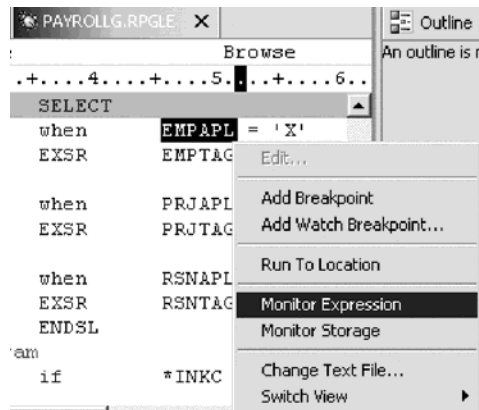 PAYROLLG.RPGLE
Outline
Browse
An outline is
.+....4....+....5. ..+....6..
SELECT
when EMPAPL = 'X'
EXSR EMPTAG
when PRJAPL
EXSR PRJTAG
when RSNAPL
EXSR RSNTAG
ENDSL
am
if *INKC
Edit...
Add Breakpoint
Add Watch Breakpoint...
Run To Location
Monitor Expression
Monitor Storage
Change Text File...
Switch View